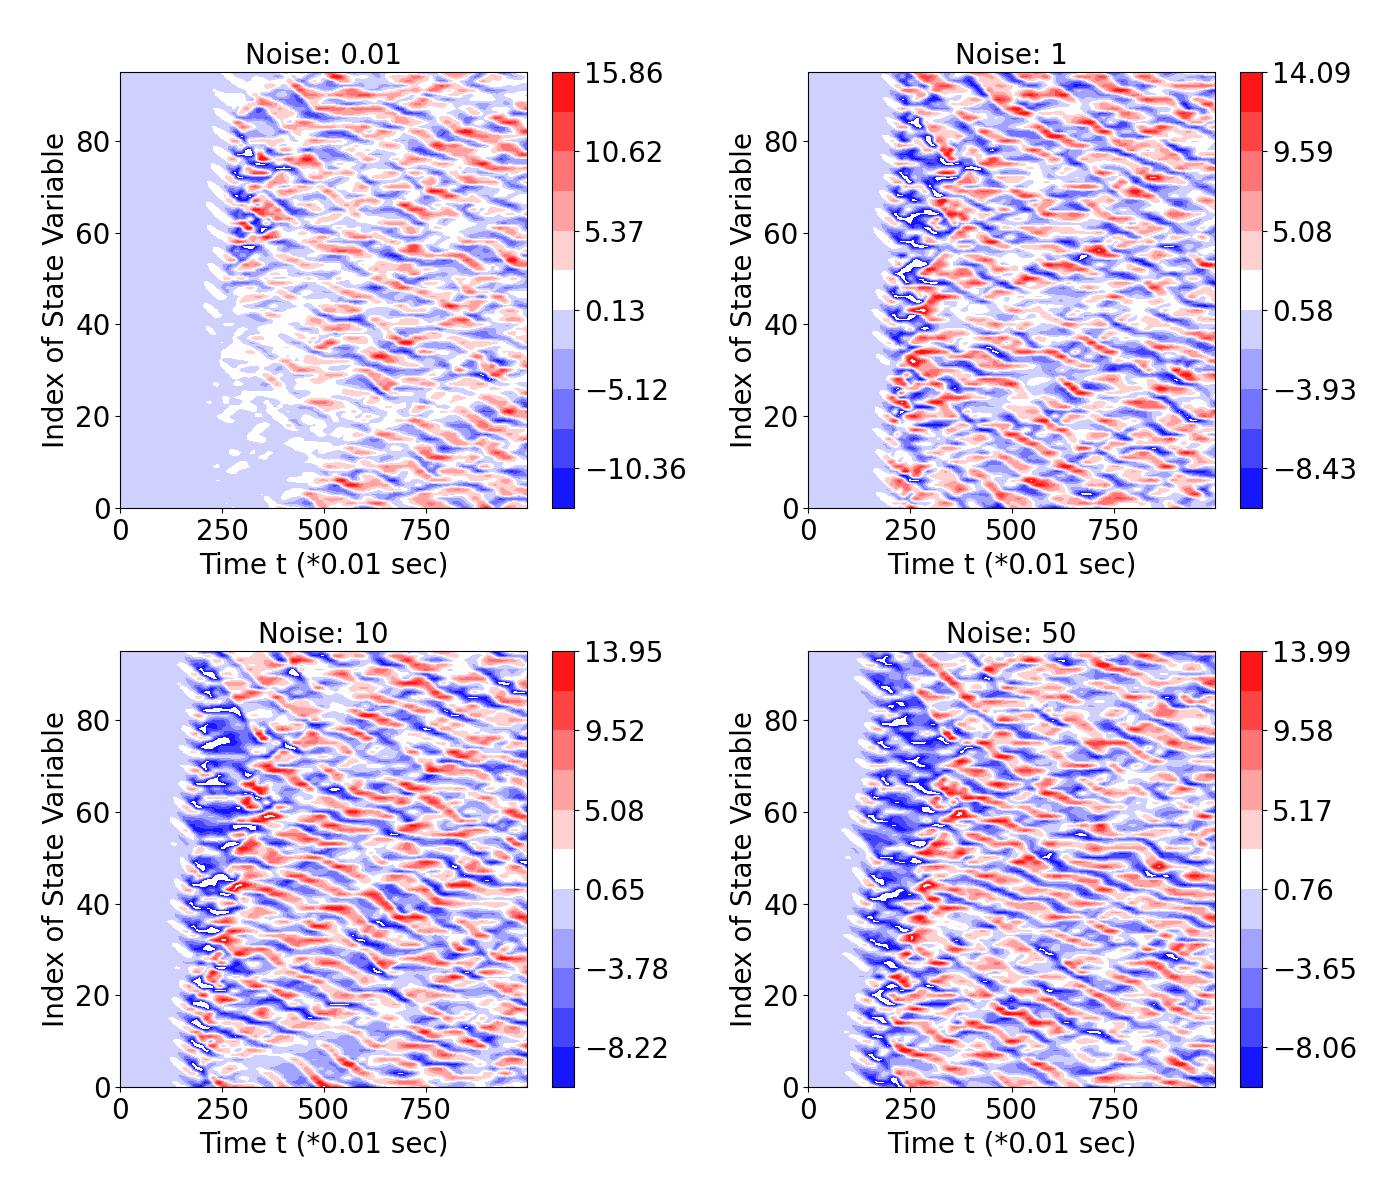 Noise: 0.01
15.86
10.62
5.37
0.13
−5.12
−10.36
80
60
40
20
0
0 250 500 750
Index of State Variable
Time t (*0.01 sec)
Noise: 1
14.09
9.59
5.08
0.58
−3.93
−8.43
80
60
40
20
0
0 250 500 750
Index of State Variable
Time t (*0.01 sec)
Noise: 10
13.95
9.52
5.08
0.65
−3.78
−8.22
80
60
40
20
0
0 250 500 750
Index of State Variable
Time t (*0.01 sec)
Noise: 50
13.99
9.58
5.17
0.76
−3.65
−8.06
80
60
40
20
0
0 250 500 750
Index of State Variable
Time t (*0.01 sec)